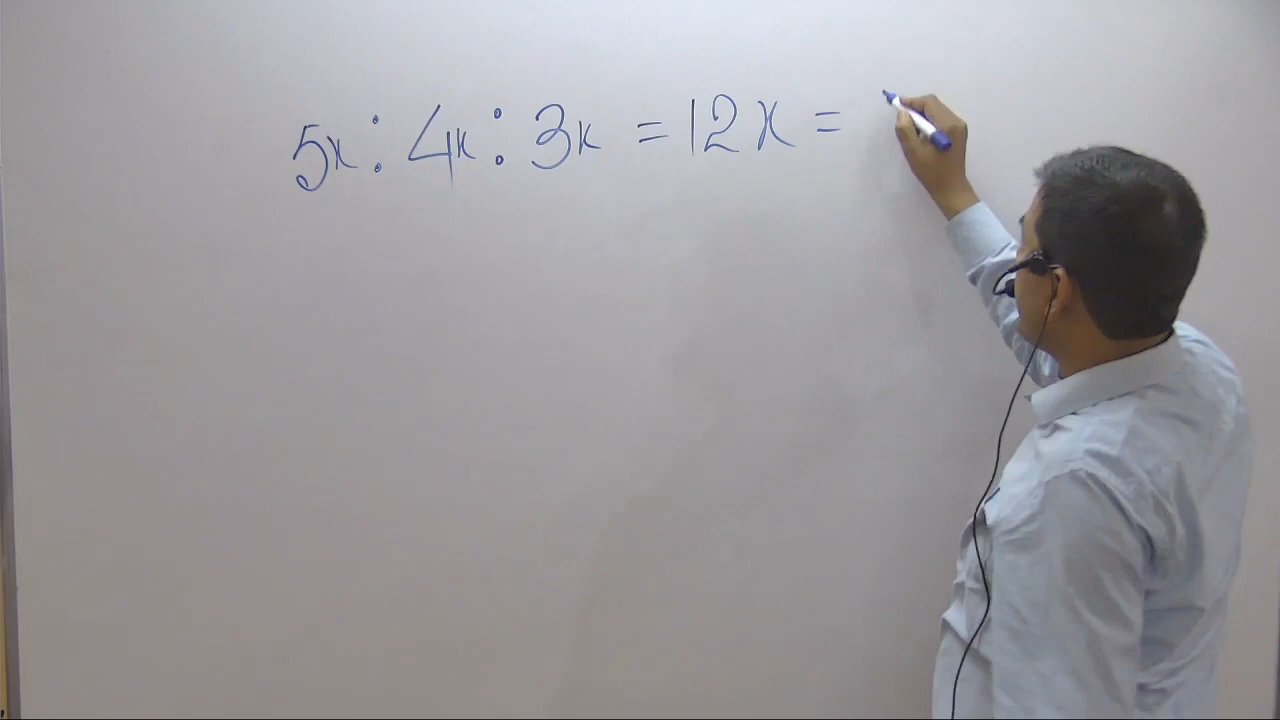 5x : 4x : 3x = 12x =